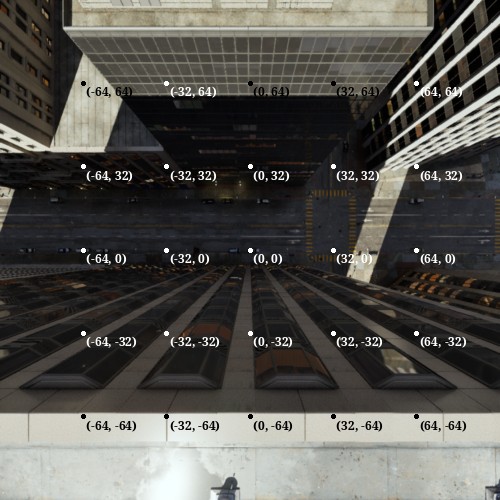 (-64, 64) (-32, 64) (0, 64) (32, 64) (64, 64)
(-64, 32) (-32, 32) (0, 32) (32, 32) (64, 32)
(-64, 0) (-32, 0) (0, 0) (32, 0) (64, 0)
(-64, -32) (-32, -32) (0, -32) (32, -32) (64, -32)
(-64, -64) (-32, -64) (0, -64) (32, -64) (64, -64)